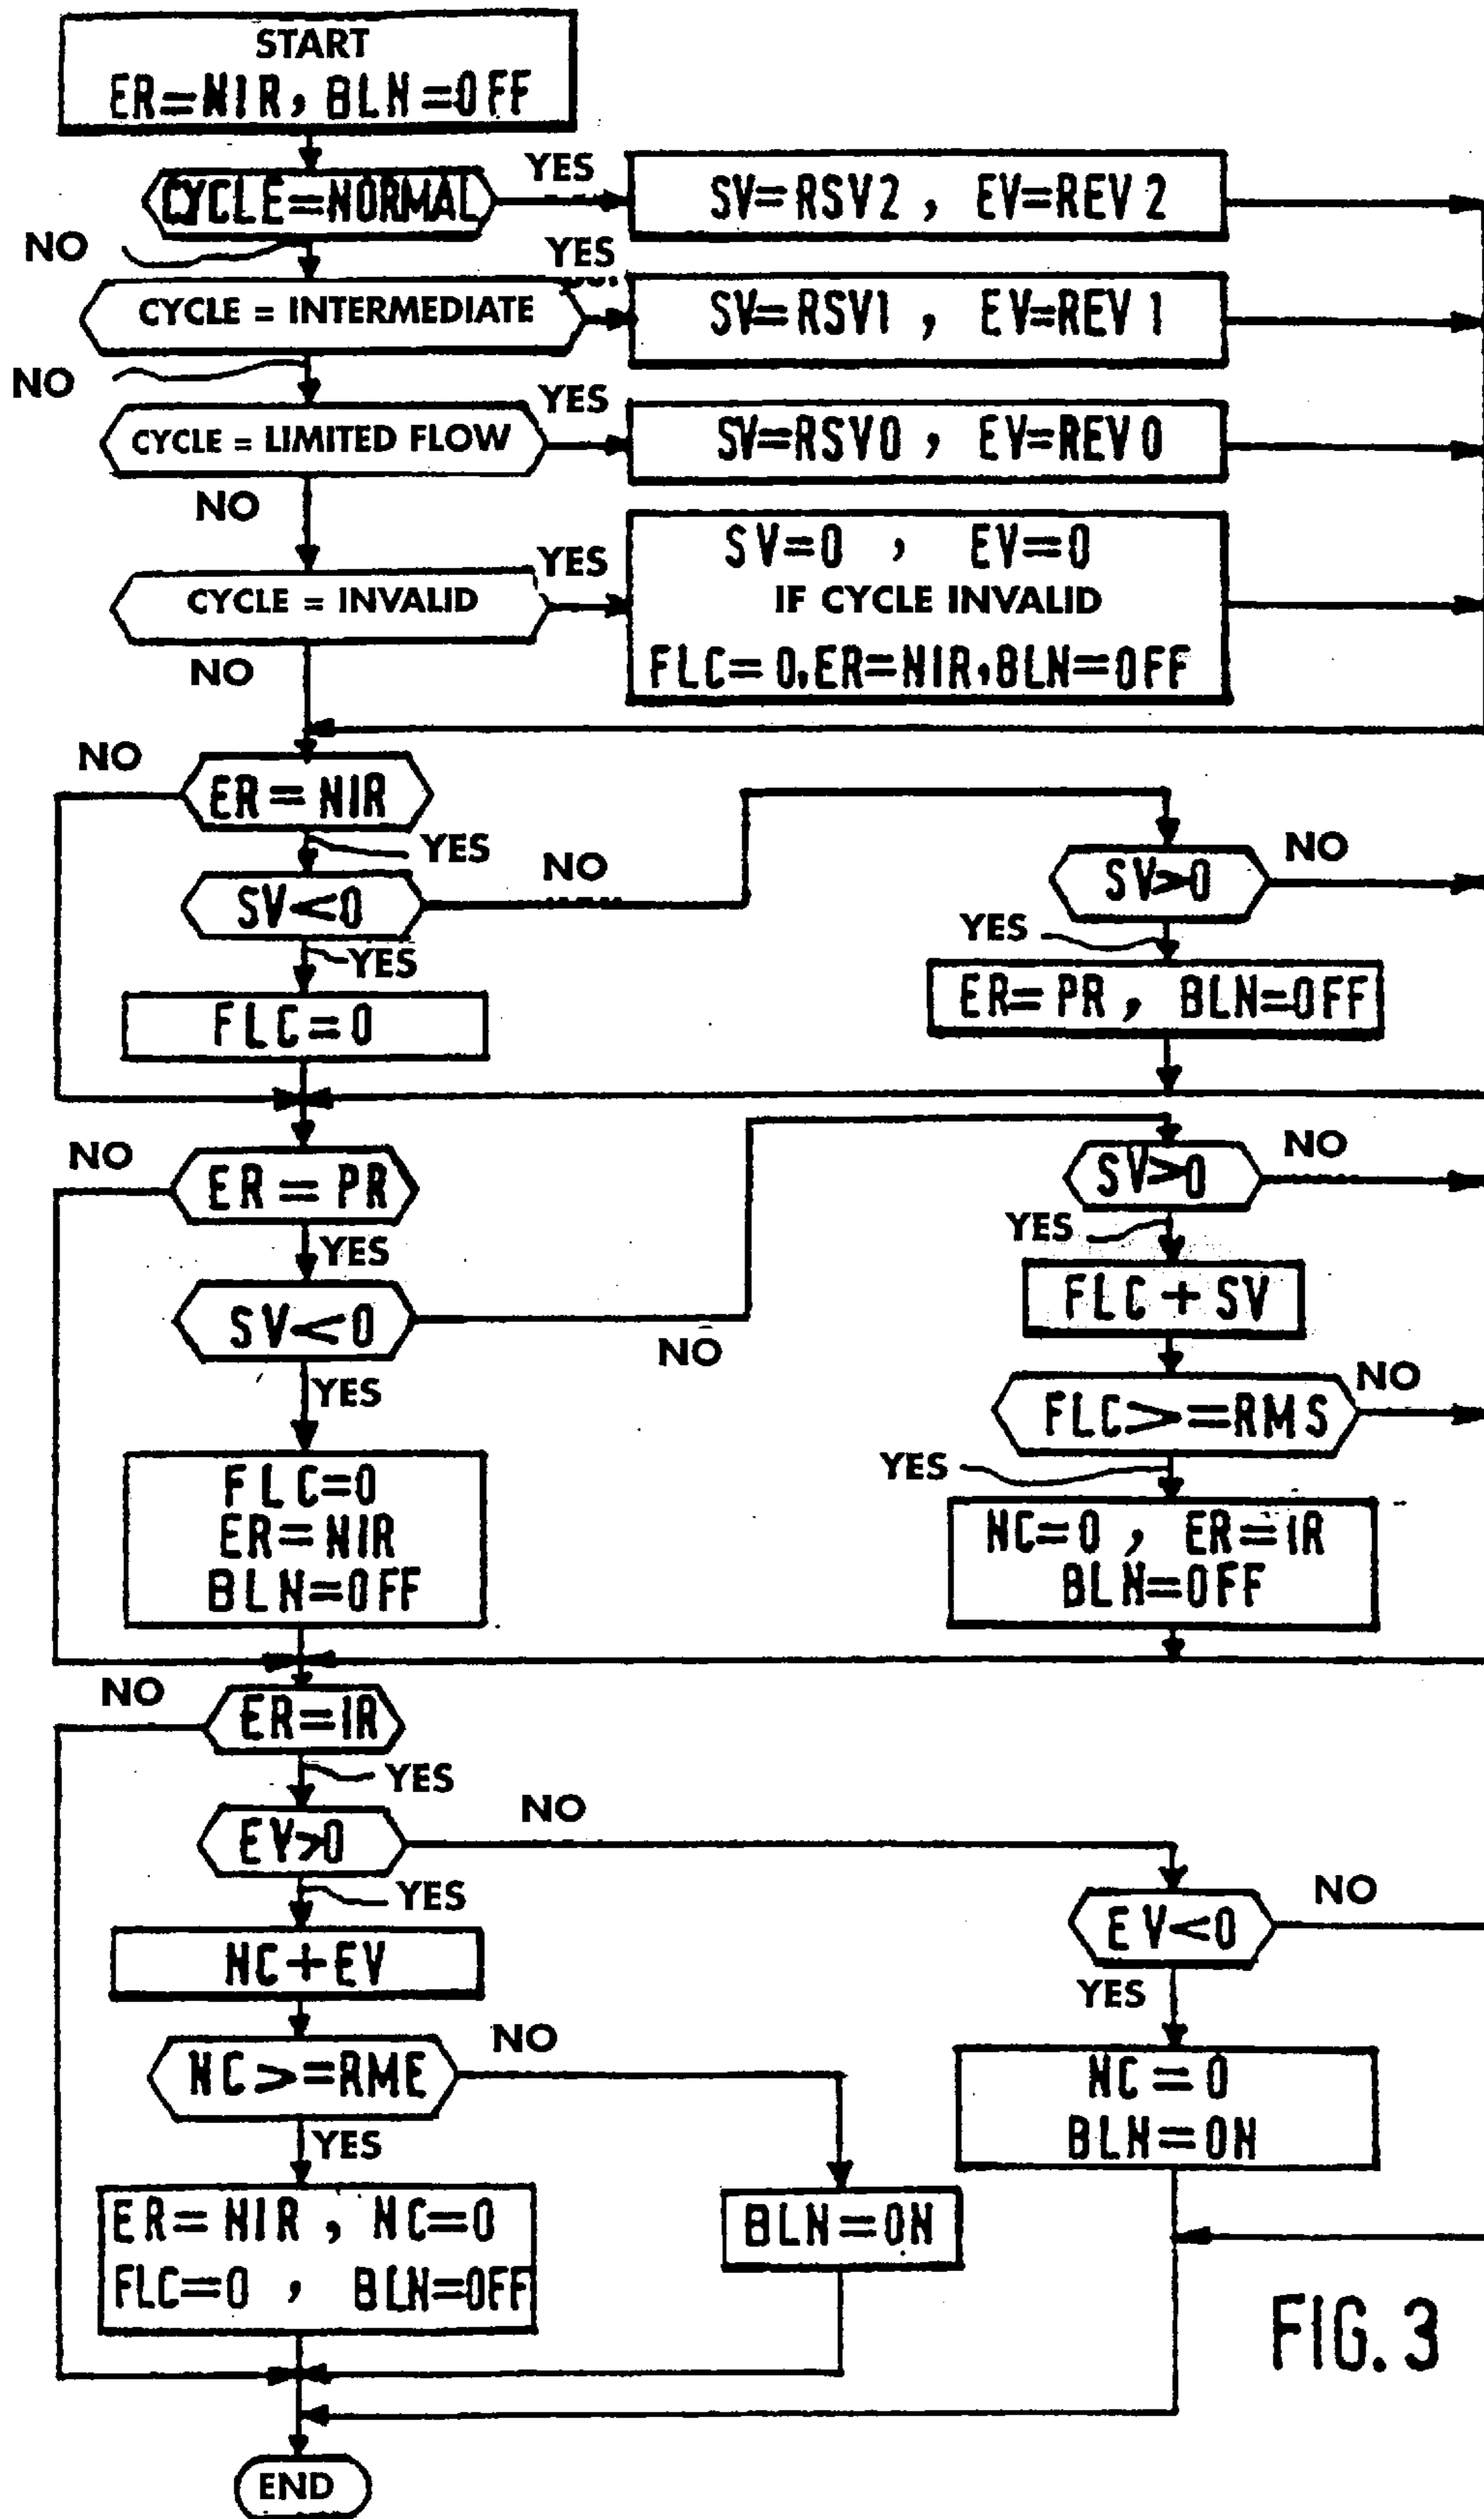 START
ER=NIR, BLN=OFF
CYCLE=NORMAL
YES
SV=RSV2, EV=REV2
NO
CYCLE = INTERMEDIATE
YES
SV=RSV1, EV=REV1
NO
CYCLE = LIMITED FLOW
YES
SV=RSV0, EV=REV0
NO
CYCLE = INVALID
YES
SV=0, EV=0
IF CYCLE INVALID
FLC=0,ER=NIR,BLN=OFF
NO
NO
ER=NIR
YES
NO
SV<0
SV>0
NO
YES
YES
FLC=0
ER=PR, BLN=OFF
NO
ER=PR
SV>0
NO
YES
YES
SV<0
NO
FLC+SV
YES
FLC>=RMS
NO
YES
FLC=0
ER=NIR
BLN=OFF
NC=0, ER=IR
BLN=OFF
NO
ER=IR
YES
EV>0
NO
EV<0
NO
YES
NC+EV
YES
NC>=RME
NO
NC=0
BLN=ON
YES
ER=NIR, NC=0
FLC=0, BLN=OFF
BLN=ON
FIG. 3
END